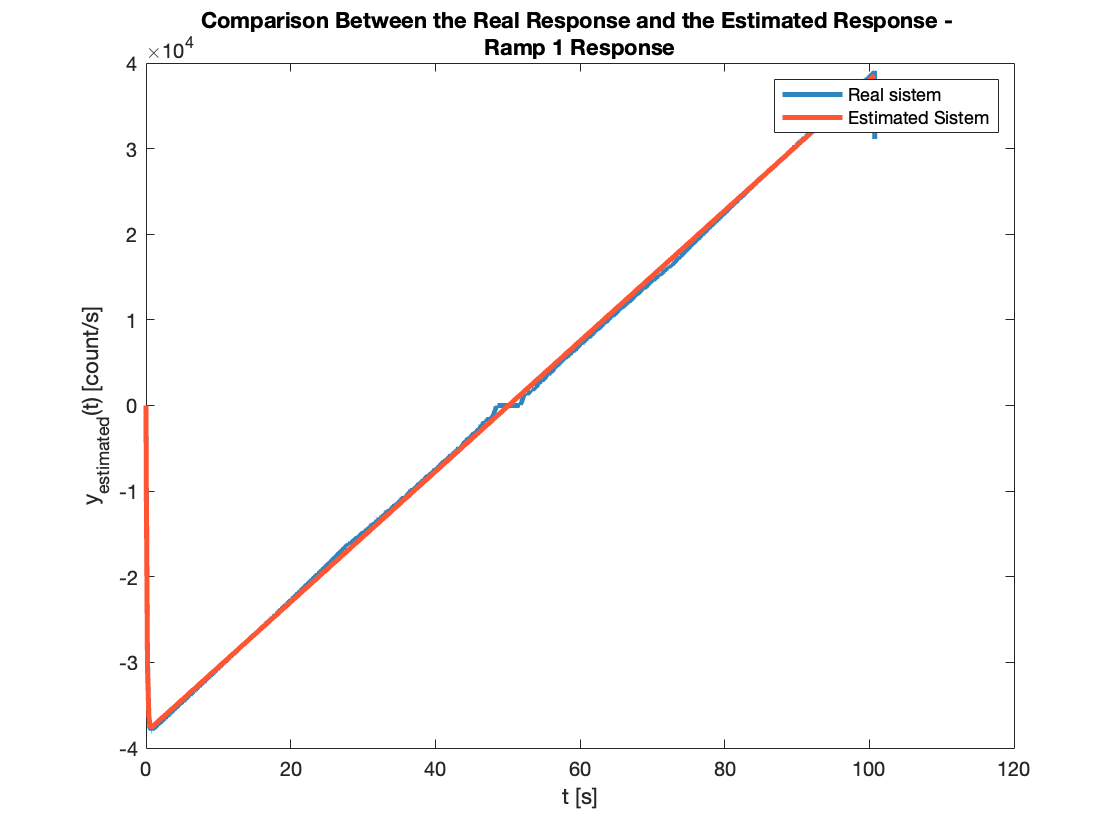 Comparison Between the Real Response and the Estimated Response -
Ramp 1 Response
×10^4
4
3
2
1
0
-1
-2
-3
-4
y_estimated(t) [count/s]
Real sistem
Estimated Sistem
0 20 40 60 80 100 120
t [s]